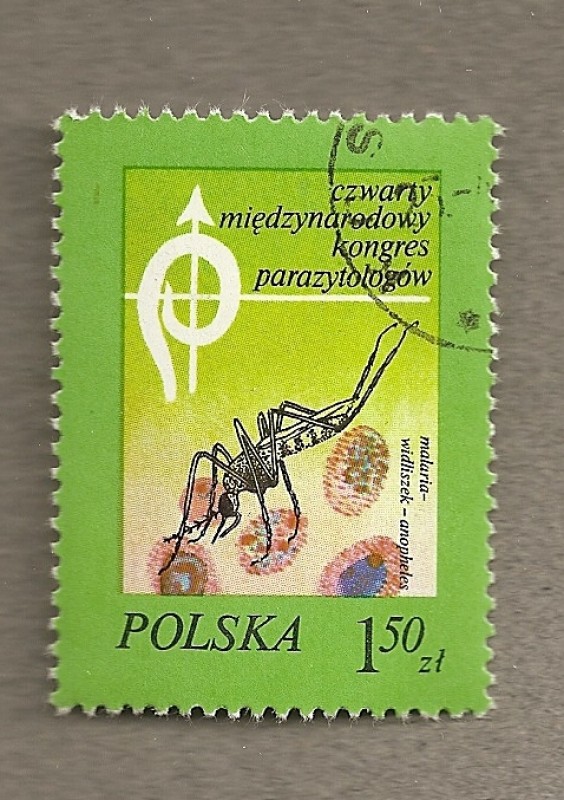 S
czwarty
międzynarodowy
kongres
parazytologów
malaria-
widliszek - anopheles
POLSKA 1 50 zł